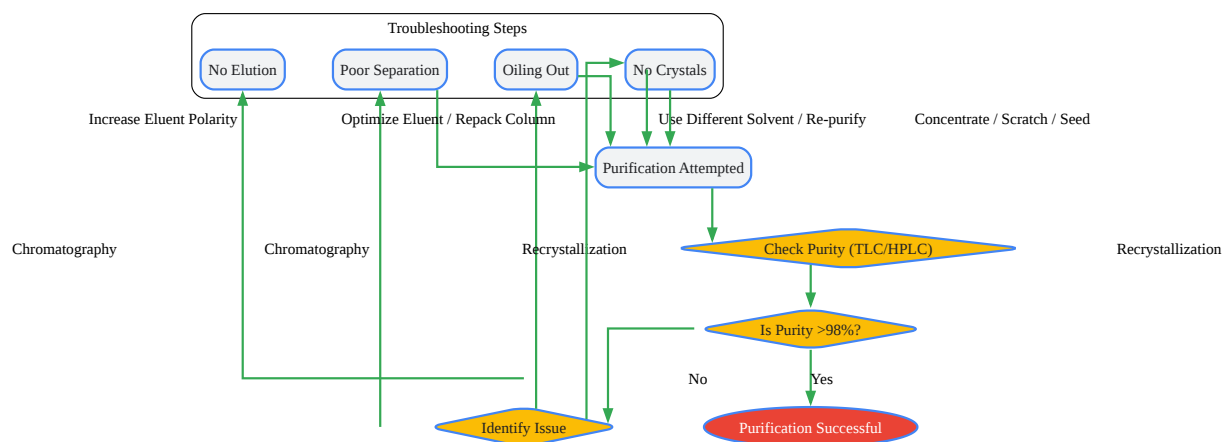 Troubleshooting Steps
No Elution
Poor Separation
Oiling Out
No Crystals
Increase Eluent Polarity
Optimize Eluent / Repack Column
Use Different Solvent / Re-purify
Concentrate / Scratch / Seed
Purification Attempted
Chromatography
Chromatography
Recrystallization
Check Purity (TLC/HPLC)
Recrystallization
Is Purity >98%?
No
Yes
Identify Issue
Purification Successful